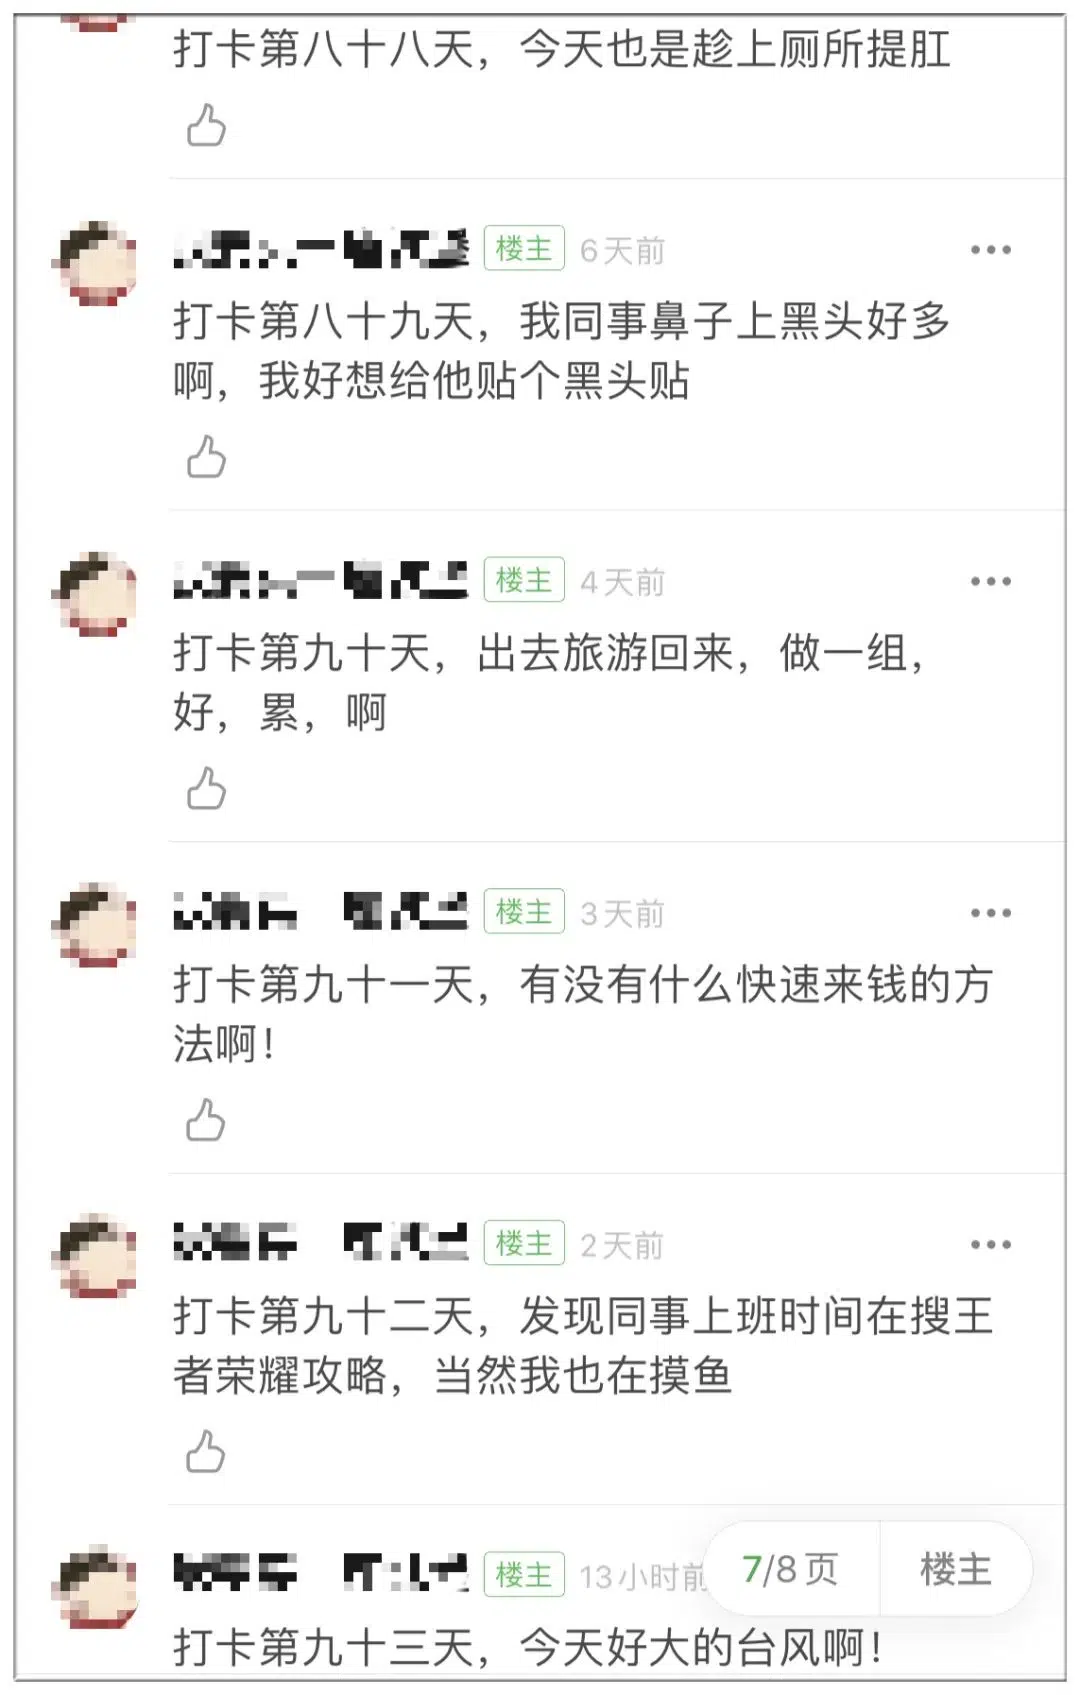 打卡第八十八天，今天也是趁上厕所提肛
楼主 6天前
打卡第八十九天，我同事鼻子上黑头好多
啊，我好想给他贴个黑头贴
楼主 4天前
打卡第九十天，出去旅游回来，做一组，
好，累，啊
楼主 3天前
打卡第九十一天，有没有什么快速来钱的方
法啊！
楼主 2天前
打卡第九十二天，发现同事上班时间在搜王
者荣耀攻略，当然我也在摸鱼
楼主 13小时前
7/8页 楼主
打卡第九十三天，今天好大的台风啊！